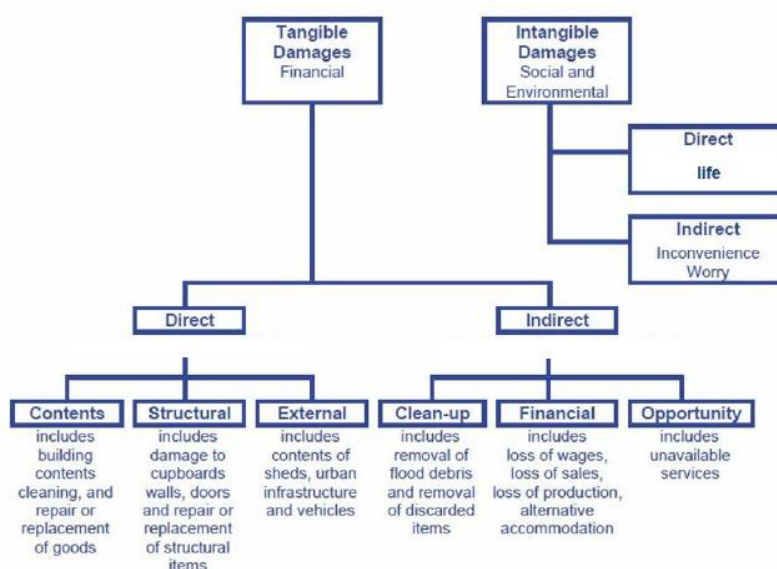 Tangible
Damages
Financial
Intangible
Damages
Social and
Environmental
Direct
life
Indirect
Inconvenience
Worry
Direct
Indirect
Contents
includes
building
contents
cleaning, and
repair or
replacement
of goods
Structural
includes
damage to
cupboards
walls, doors
and repair or
replacement
of structural
items
External
includes
contents of
sheds, urban
infrastructure
and vehicles
Clean-up
includes
removal of
flood debris
and removal
of discarded
items
Financial
includes
loss of wages,
loss of sales,
loss of production,
alternative
accommodation
Opportunity
includes
unavailable
services